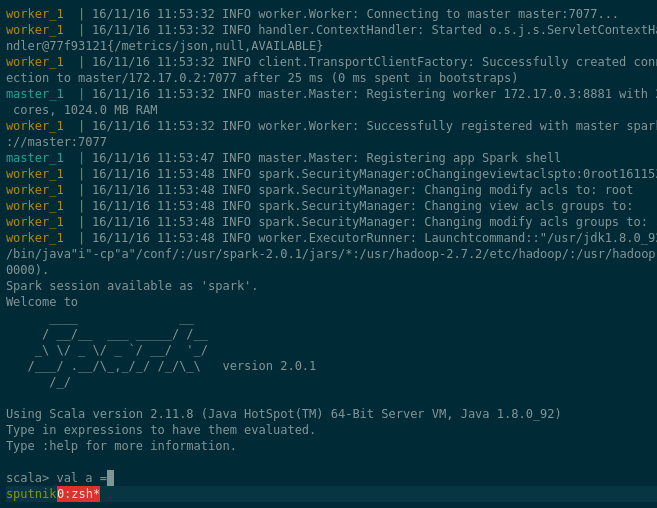 worker_1  | 16/11/16 11:53:32 INFO worker.Worker: Connecting to master master:7077...
worker_1  | 16/11/16 11:53:32 INFO handler.ContextHandler: Started o.s.j.s.ServletContextHa
ndler@77f93121{/metrics/json,null,AVAILABLE}
worker_1  | 16/11/16 11:53:32 INFO client.TransportClientFactory: Successfully created conn
ection to master/172.17.0.2:7077 after 25 ms (0 ms spent in bootstraps)
master_1  | 16/11/16 11:53:32 INFO master.Master: Registering worker 172.17.0.3:8881 with
 cores, 1024.0 MB RAM
worker_1  | 16/11/16 11:53:32 INFO worker.Worker: Successfully registered with master spark
://master:7077
master_1  | 16/11/16 11:53:47 INFO master.Master: Registering app Spark shell
worker_1  | 16/11/16 11:53:48 INFO spark.SecurityManager:oChangingeviewtaclspto:0root16115
worker_1  | 16/11/16 11:53:48 INFO spark.SecurityManager: Changing modify acls to: root
worker_1  | 16/11/16 11:53:48 INFO spark.SecurityManager: Changing view acls groups to:
worker_1  | 16/11/16 11:53:48 INFO spark.SecurityManager: Changing modify acls groups to:
worker_1  | 16/11/16 11:53:48 INFO worker.ExecutorRunner: Launchtcommand::"/usr/jdk1.8.0_92
/bin/java"i"-cp"a"/conf/:/usr/spark-2.0.1/jars/*:/usr/hadoop-2.7.2/etc/hadoop/:/usr/hadoop
0000).
Spark session available as 'spark'.
Welcome to
      ____              __
     / __/__  ___ _____/ /__
    _\ \/ _ \/ _ `/ __/  '_/
   /___/ .__/\_,_/_/ /_/\_\   version 2.0.1
      /_/
Using Scala version 2.11.8 (Java HotSpot(TM) 64-Bit Server VM, Java 1.8.0_92)
Type in expressions to have them evaluated.
Type :help for more information.
scala> val a =
sputnik0:zsh*